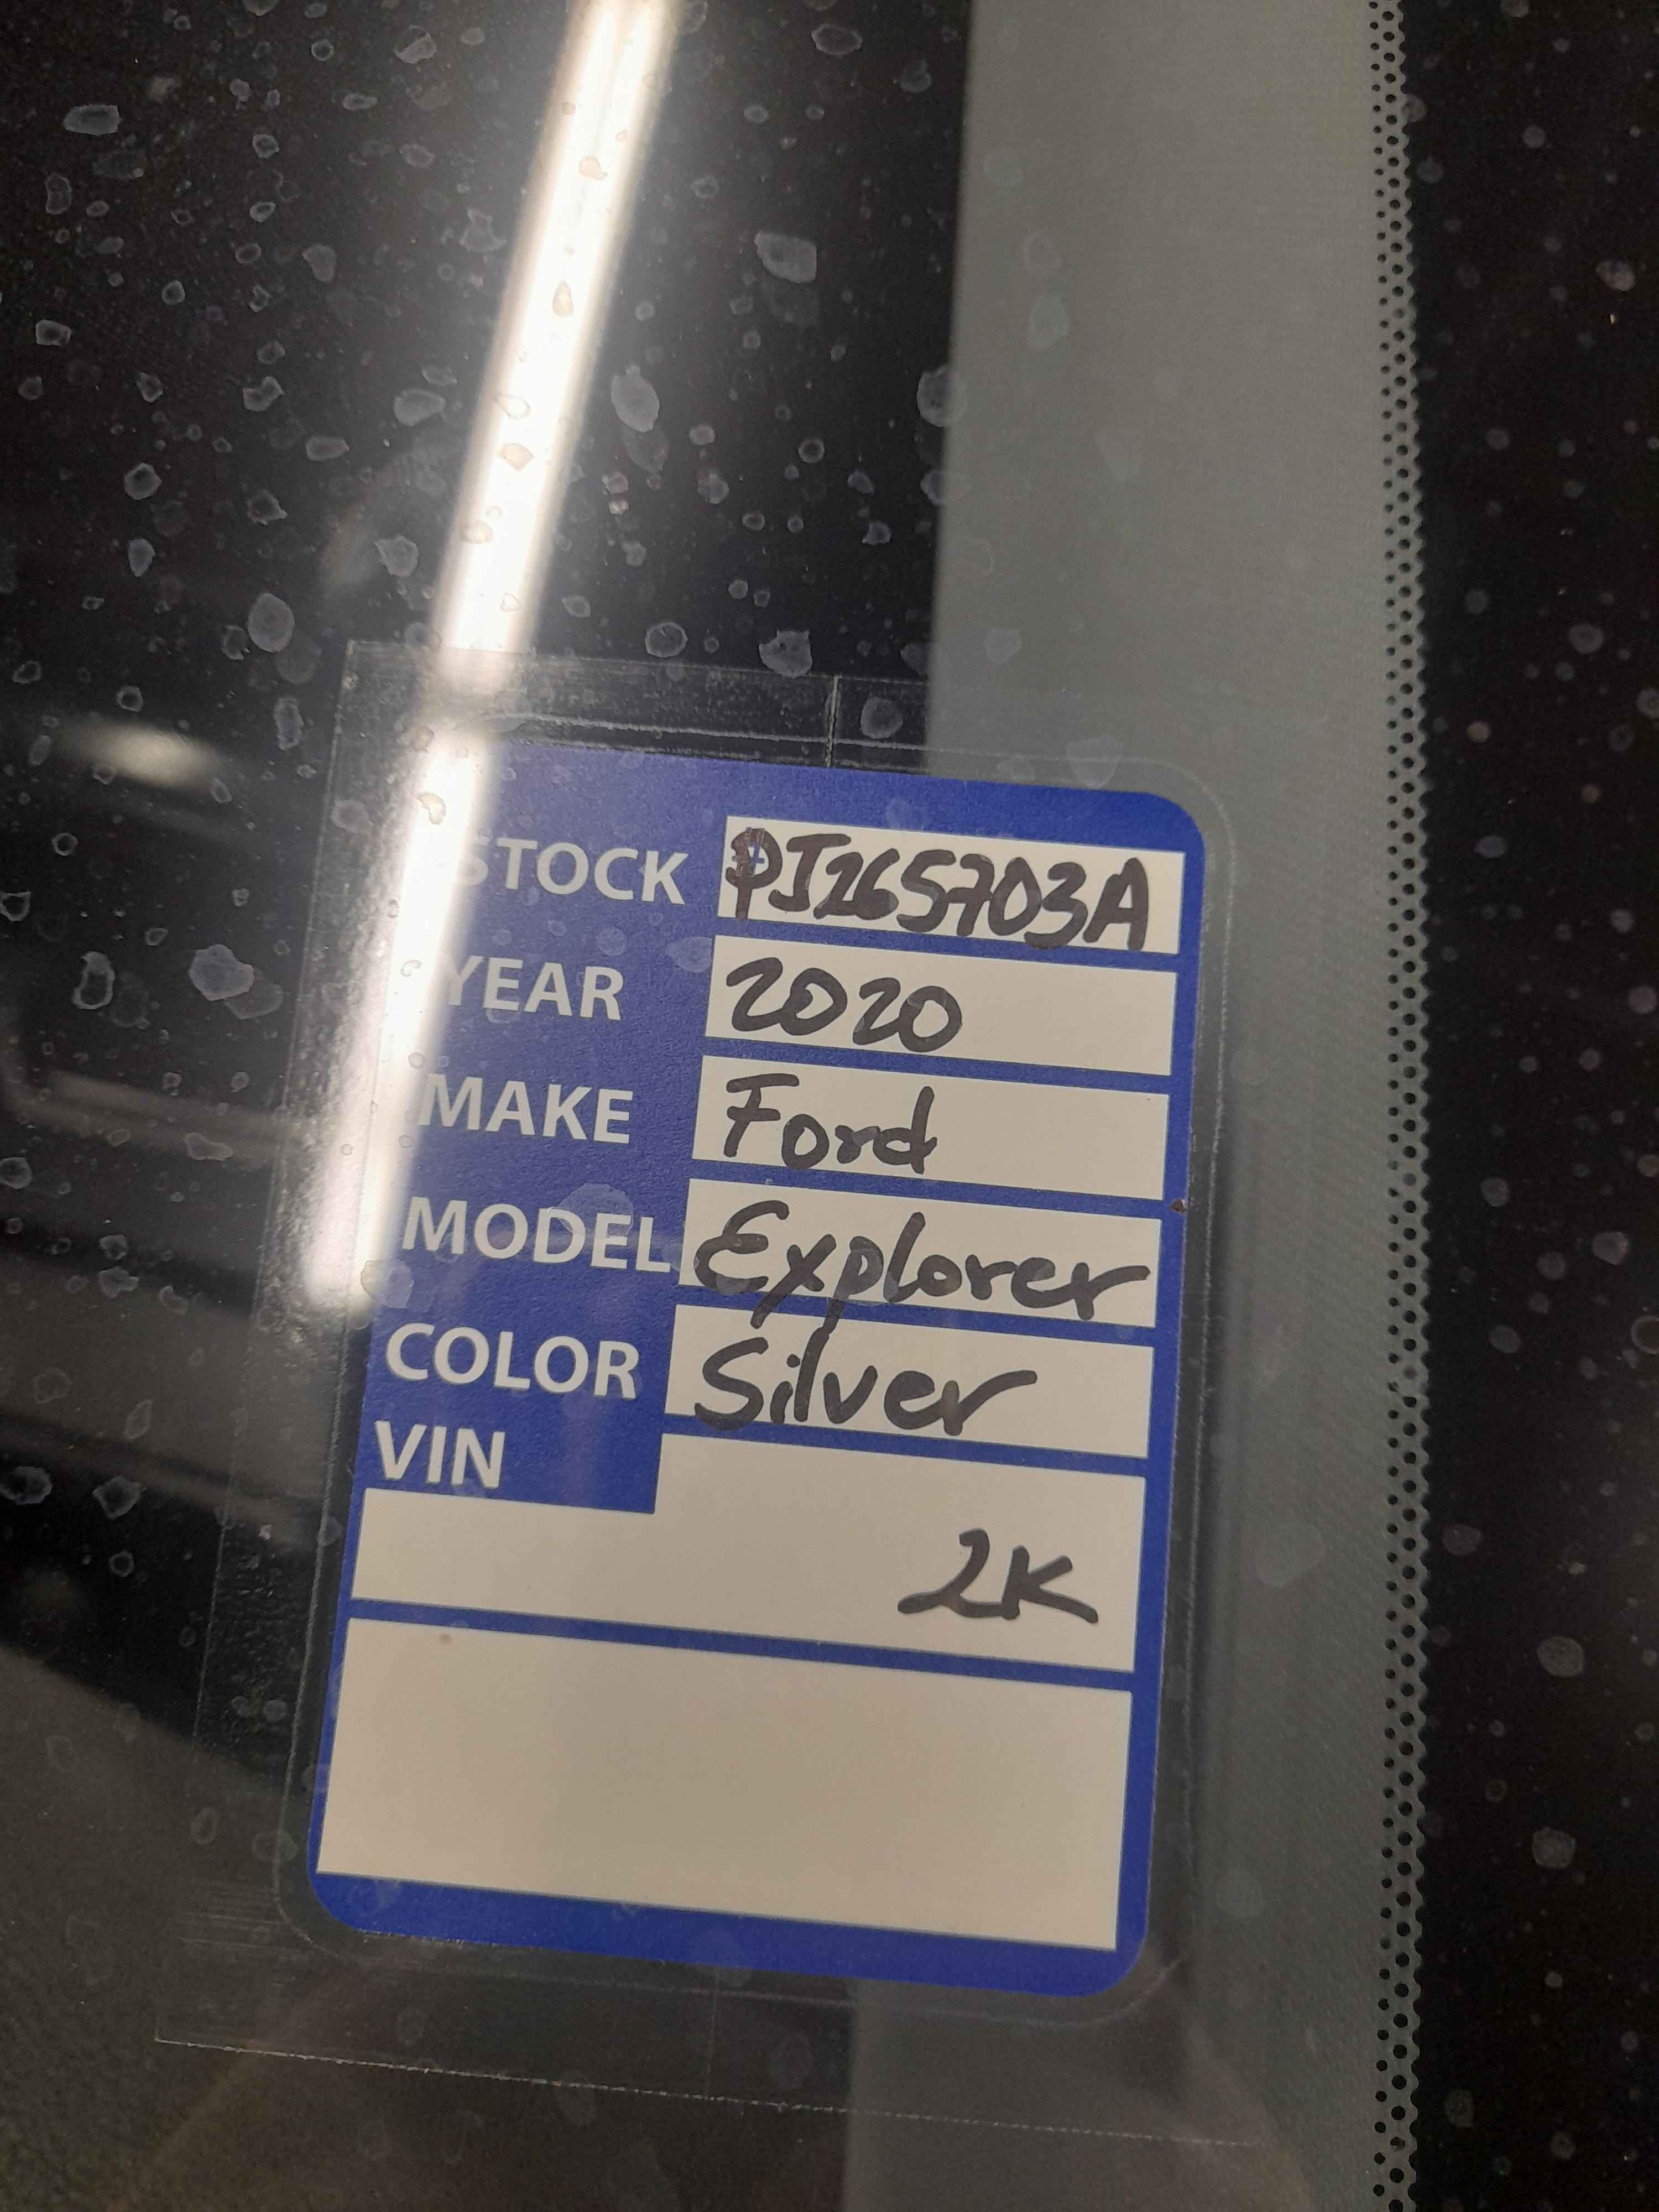 STOCK # PJ265703A
YEAR 2020
MAKE Ford
MODEL Explorer
COLOR Silver
VIN
2K